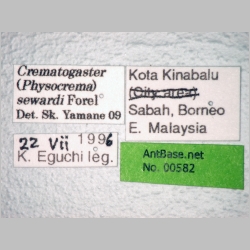 Crematogaster
(Physocrema)
sewardi Forel
Det. Sk. Yamane 09
Kota Kinabalu
(City area)
Sabah, Borneo
E. Malaysia
22 Vii 1996
K. Eguchi leg.
AntBase.net
No. 00582